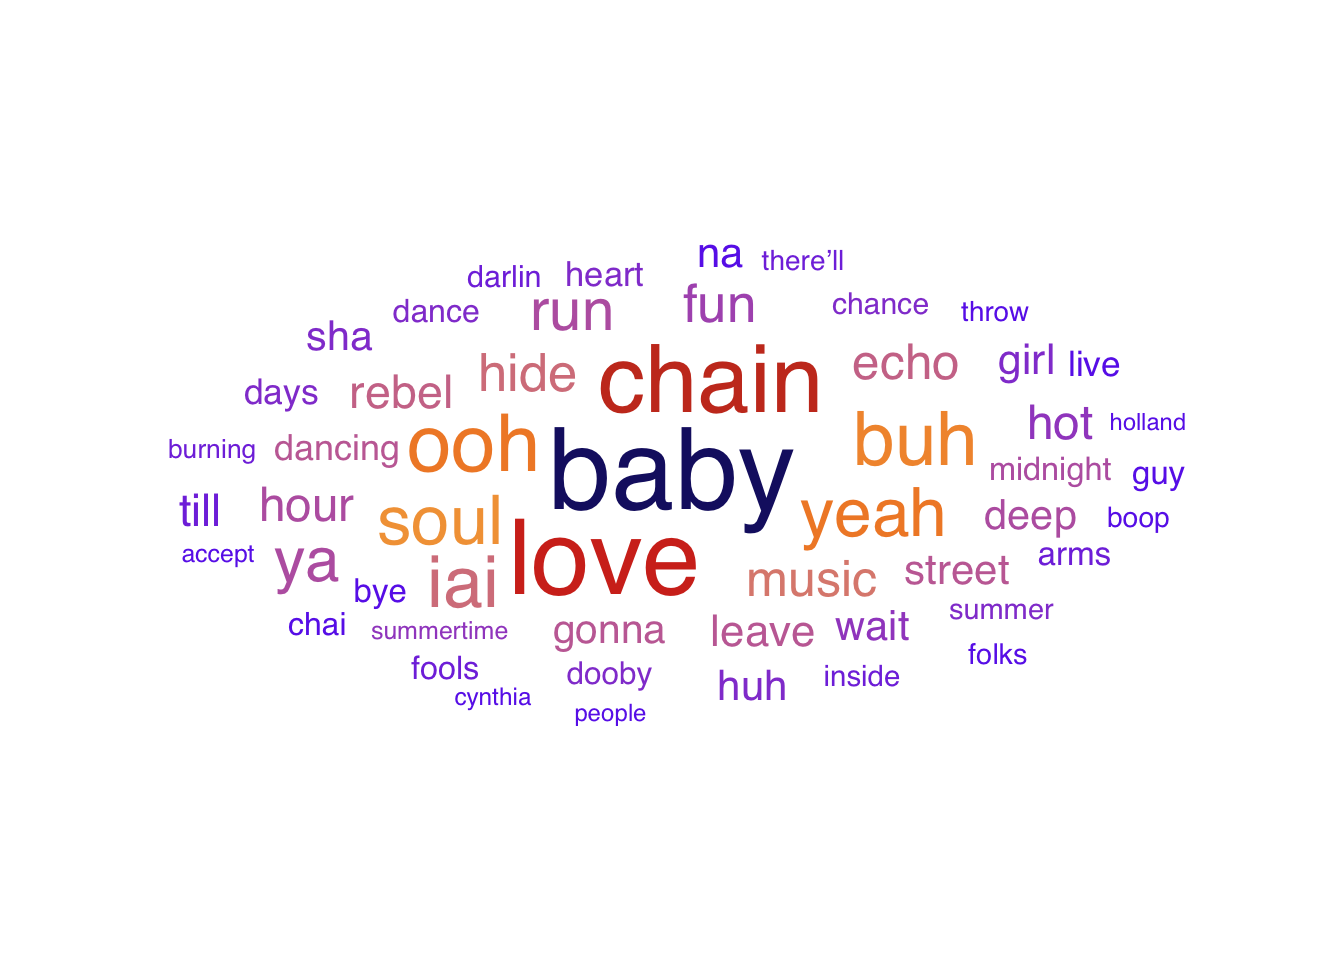 na there’ll
darlin heart
dance run fun chance throw
sha
days rebel hide chain echo girl live
burning dancing ooh baby buh hot holland
midnight guy
till hour soul love yeah deep boop
accept ya bye iai music street arms
chai summertime gonna leave wait summer
fools dooby huh inside folks
cynthia people